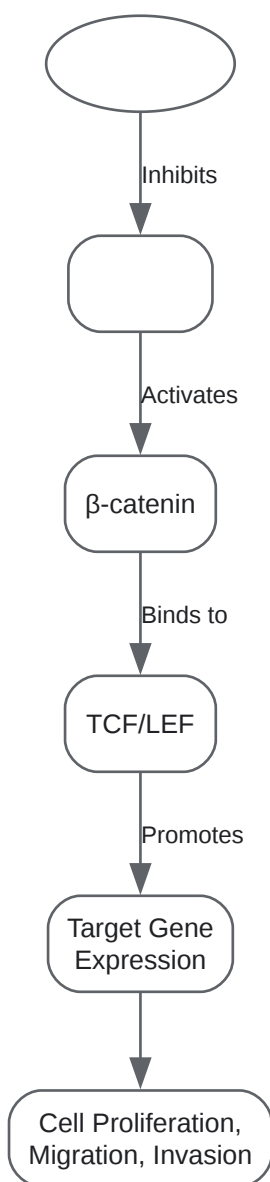 Inhibits
Activates
β-catenin
Binds to
TCF/LEF
Promotes
Target Gene
Expression
Cell Proliferation,
Migration, Invasion